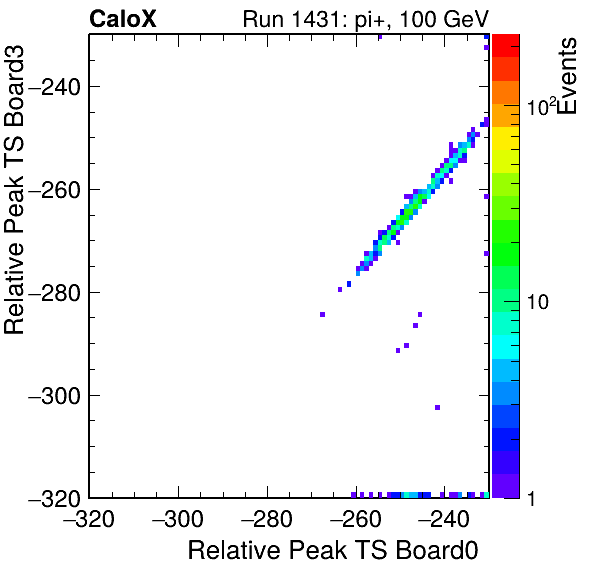 CaloX Run 1431: pi+, 100 GeV
Relative Peak TS Board3
−240
−260
−280
−300
−320
−320 −300 −280 −260 −240
Relative Peak TS Board0
Events
10²
10
1